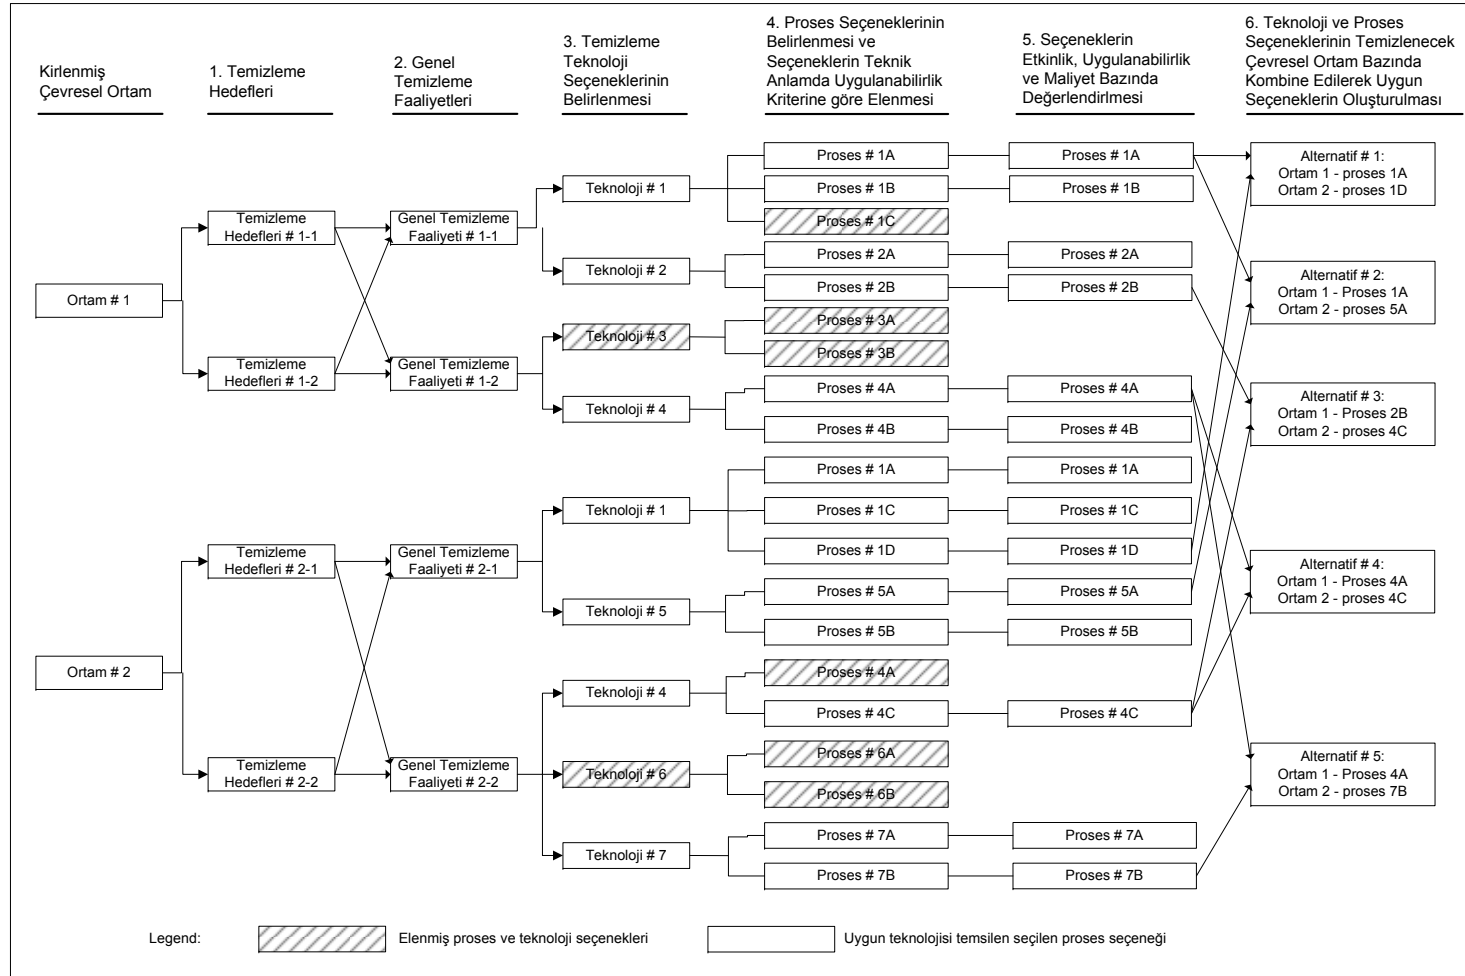 Kirlenmiş
Çevresel Ortam
1. Temizleme
Hedefleri
2. Genel
Temizleme
Faaliyetleri
3. Temizleme
Teknoloji
Seçeneklerinin
Belirlenmesi
4. Proses Seçeneklerinin
Belirlenmesi ve
Seçeneklerin Teknik
Anlamda Uygulanabilirlik
Kriterine göre Elenmesi
5. Seçeneklerin
Etkinlik, Uygulanabilirlik
ve Maliyet Bazında
Değerlendirlmesi
6. Teknoloji ve Proses
Seçeneklerinin Temizlenecek
Çevresel Ortam Bazında
Kombine Edilerek Uygun
Seçeneklerin Oluşturulması
Ortam # 1
Ortam # 2
Temizleme
Hedefleri # 1-1
Temizleme
Hedefleri # 1-2
Temizleme
Hedefleri # 2-1
Temizleme
Hedefleri # 2-2
Genel Temizleme
Faaliyeti # 1-1
Genel Temizleme
Faaliyeti # 1-2
Genel Temizleme
Faaliyeti # 2-1
Genel Temizleme
Faaliyeti # 2-2
Teknoloji # 1
Teknoloji # 2
Teknoloji # 3
Teknoloji # 4
Teknoloji # 1
Teknoloji # 5
Teknoloji # 4
Teknoloji # 6
Teknoloji # 7
Proses # 1A
Proses # 1B
Proses # 1C
Proses # 2A
Proses # 2B
Proses # 3A
Proses # 3B
Proses # 4A
Proses # 4B
Proses # 1A
Proses # 1C
Proses # 1D
Proses # 5A
Proses # 5B
Proses # 4A
Proses # 4C
Proses # 6A
Proses # 6B
Proses # 7A
Proses # 7B
Proses # 1A
Proses # 1B
Proses # 2A
Proses # 2B
Proses # 4A
Proses # 4B
Proses # 1A
Proses # 1C
Proses # 1D
Proses # 5A
Proses # 5B
Proses # 4C
Proses # 7A
Proses # 7B
Alternatif # 1:
Ortam 1 - proses 1A
Ortam 2 - proses 1D
Alternatif # 2:
Ortam 1 - Proses 1A
Ortam 2 - proses 5A
Alternatif # 3:
Ortam 1 - Proses 2B
Ortam 2 - proses 4C
Alternatif # 4:
Ortam 1 - Proses 4A
Ortam 2 - proses 4C
Alternatif # 5:
Ortam 1 - Proses 4A
Ortam 2 - proses 7B
Legend:
Elenmiş proses ve teknoloji seçenekleri
Uygun teknolojisi temsilen seçilen proses seçeneği